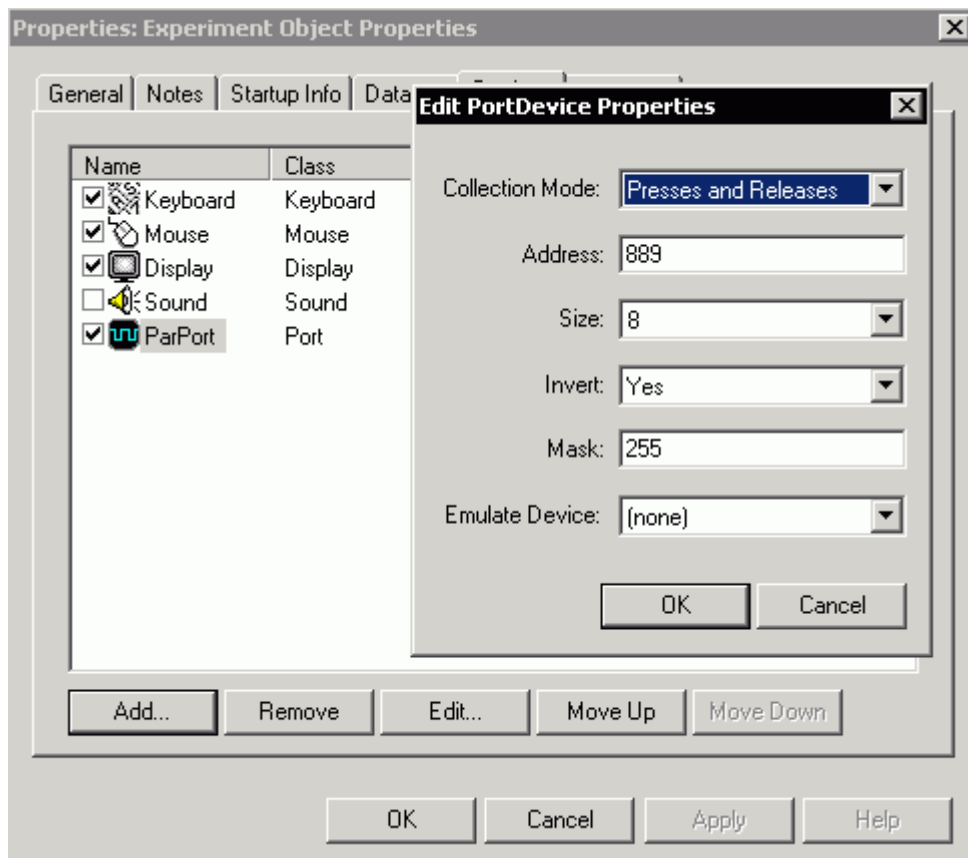 Properties: Experiment Object Properties
General Notes Startup Info Data
Edit PortDevice Properties
Name Class
Keyboard Keyboard
Mouse Mouse
Display Display
Sound Sound
ParPort Port
Collection Mode: Presses and Releases
Address: 889
Size: 8
Invert: Yes
Mask: 255
Emulate Device: (none)
OK Cancel
Add... Remove Edit... Move Up Move Down
OK Cancel Apply Help